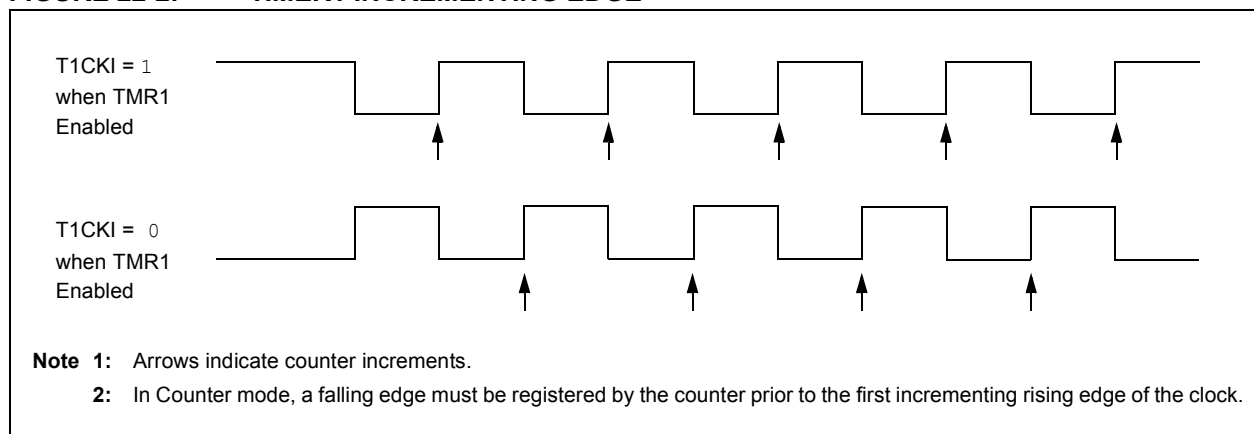 T1CKI = 1
when TMR1
Enabled
T1CKI = 0
when TMR1
Enabled
Note 1: Arrows indicate counter increments.
2: In Counter mode, a falling edge must be registered by the counter prior to the first incrementing rising edge of the clock.